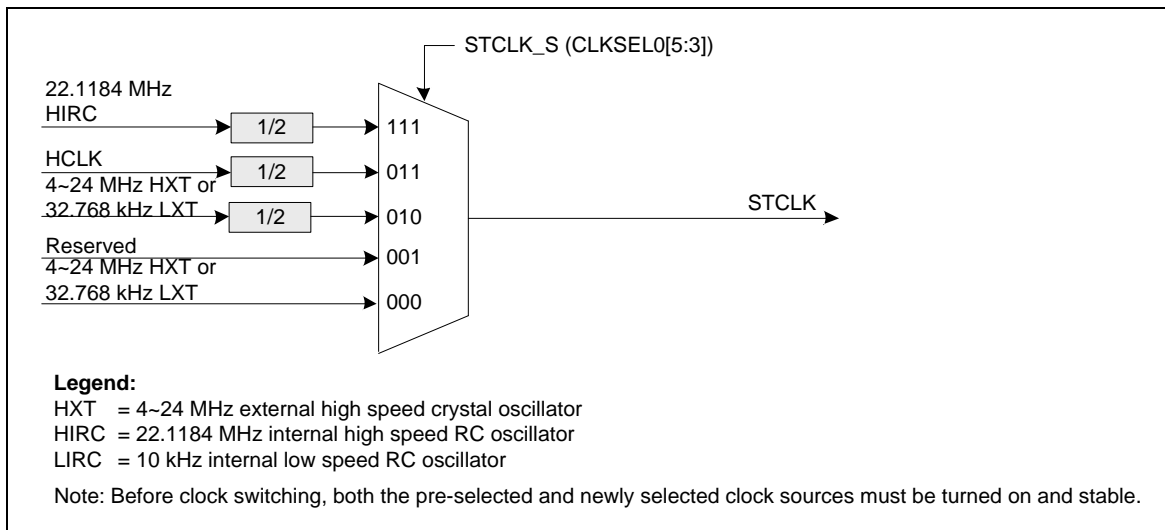 STCLK_S (CLKSEL0[5:3])
22.1184 MHz
HIRC
1/2
111
HCLK
1/2
011
4~24 MHz HXT or
32.768 kHz LXT
1/2
010
STCLK
Reserved
001
4~24 MHz HXT or
32.768 kHz LXT
000
Legend:
HXT = 4~24 MHz external high speed crystal oscillator
HIRC = 22.1184 MHz internal high speed RC oscillator
LIRC = 10 kHz internal low speed RC oscillator
Note: Before clock switching, both the pre-selected and newly selected clock sources must be turned on and stable.